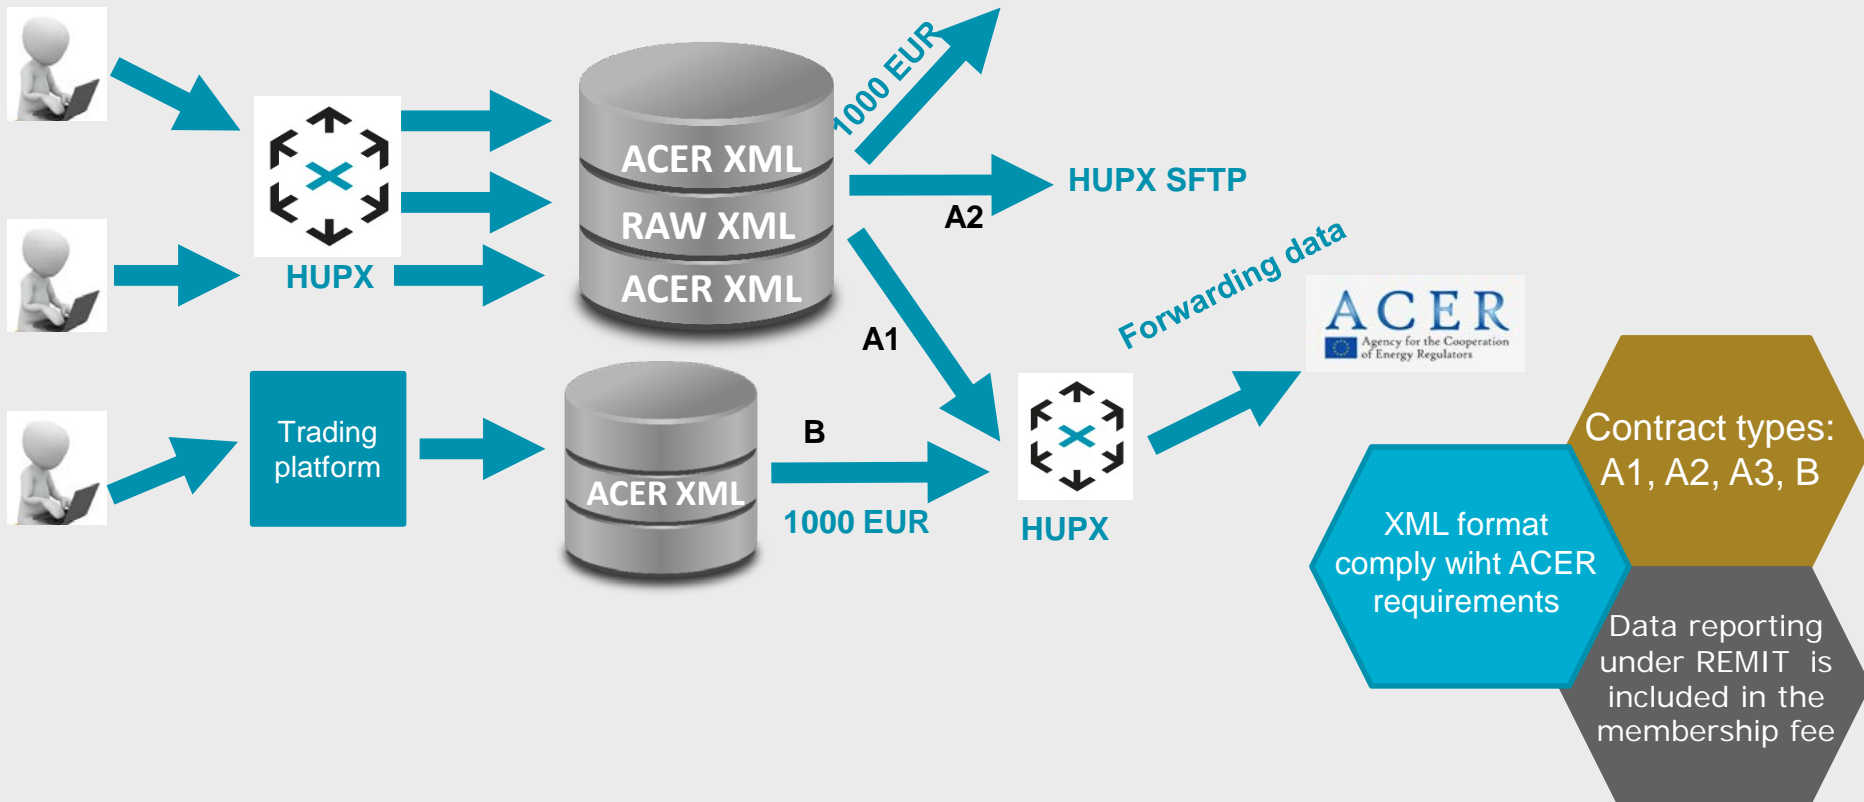 1000 EUR
ACER XML
RAW XML
ACER XML
HUPX
HUPX SFTP
A2
A1
Forwarding data
ACER
Agency for the Cooperation
of Energy Regulators
Trading
platform
ACER XML
B
1000 EUR
HUPX
Contract types:
A1, A2, A3, B
XML format
comply wiht ACER
requirements
Data reporting
under REMIT is
included in the
membership fee